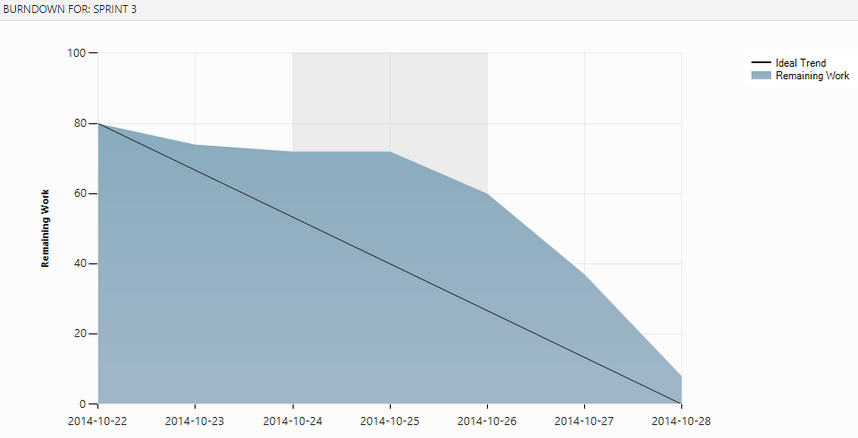 BURNDOWN FOR: SPRINT 3
Ideal Trend
Remaining Work
Remaining Work
100
80
60
40
20
0
2014-10-22 2014-10-23 2014-10-24 2014-10-25 2014-10-26 2014-10-27 2014-10-28